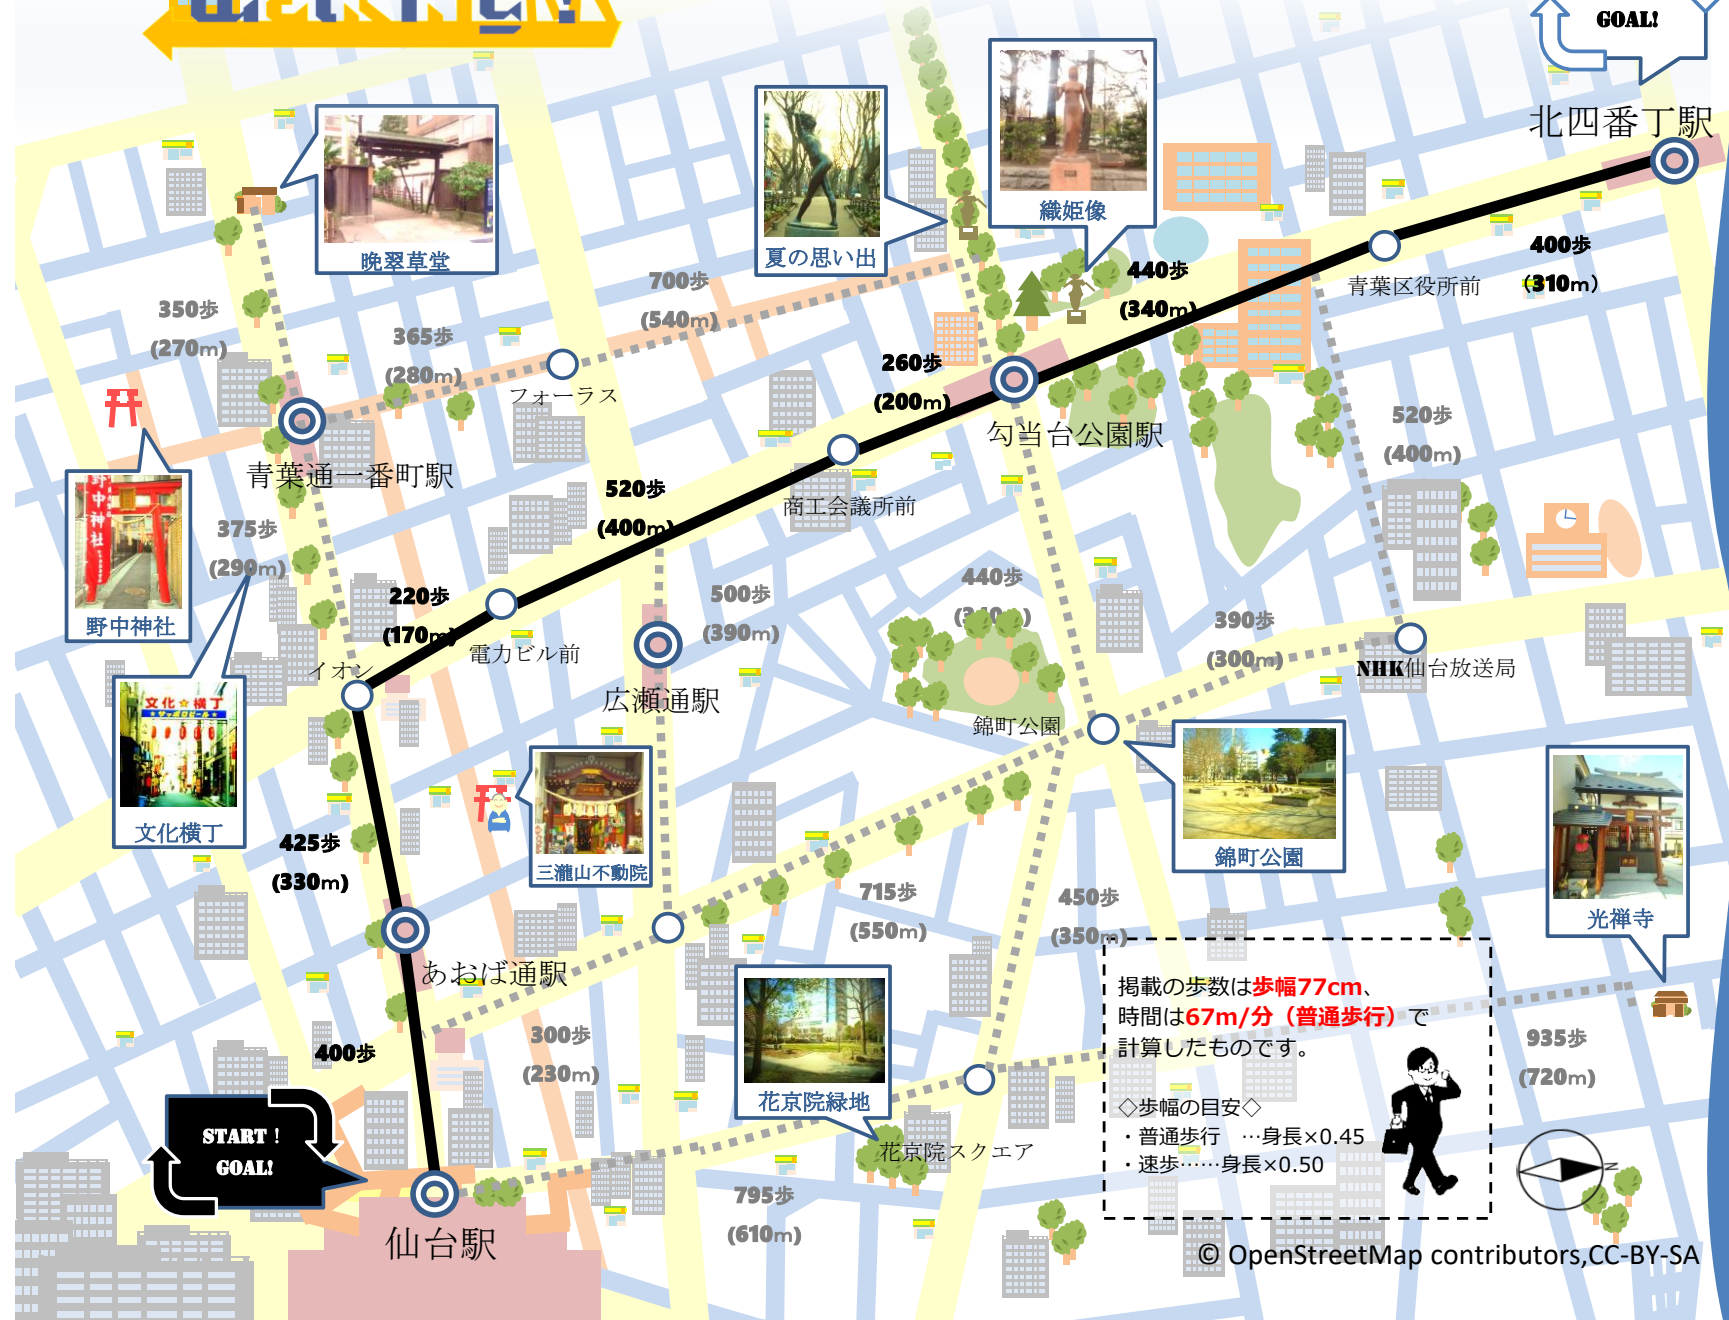 GOAL!
北四番丁駅
織姫像
夏の思い出
晩翠草堂
400歩
(310m)
440歩
(340m)
青葉区役所前
700歩
(540m)
350歩
(270m)
365歩
(280m)
フォーラス
260歩
(200m)
勾当台公園駅
520歩
(400m)
青葉通一番町駅
520歩
(400m)
商工会議所前
375歩
(290m)
野中神社
野中神社
220歩
(170m)
電力ビル前
500歩
(390m)
440歩
390歩
(300m)
NHK仙台放送局
イオン
広瀬通駅
錦町公園
文化☆横丁
文化横丁
三瀧山不動院
錦町公園
425歩
(330m)
715歩
(550m)
450歩
(350m)
光禅寺
あおば通駅
掲載の歩数は歩幅77cm、
時間は67m/分（普通歩行）で
計算したものです。
◇歩幅の目安◇
・普通歩行　…身長×0.45
・速歩……身長×0.50
400歩
300歩
(230m)
935歩
(720m)
花京院緑地
花京院スクエア
START！
GOAL!
795歩
(610m)
仙台駅
N
© OpenStreetMap contributors,CC-BY-SA